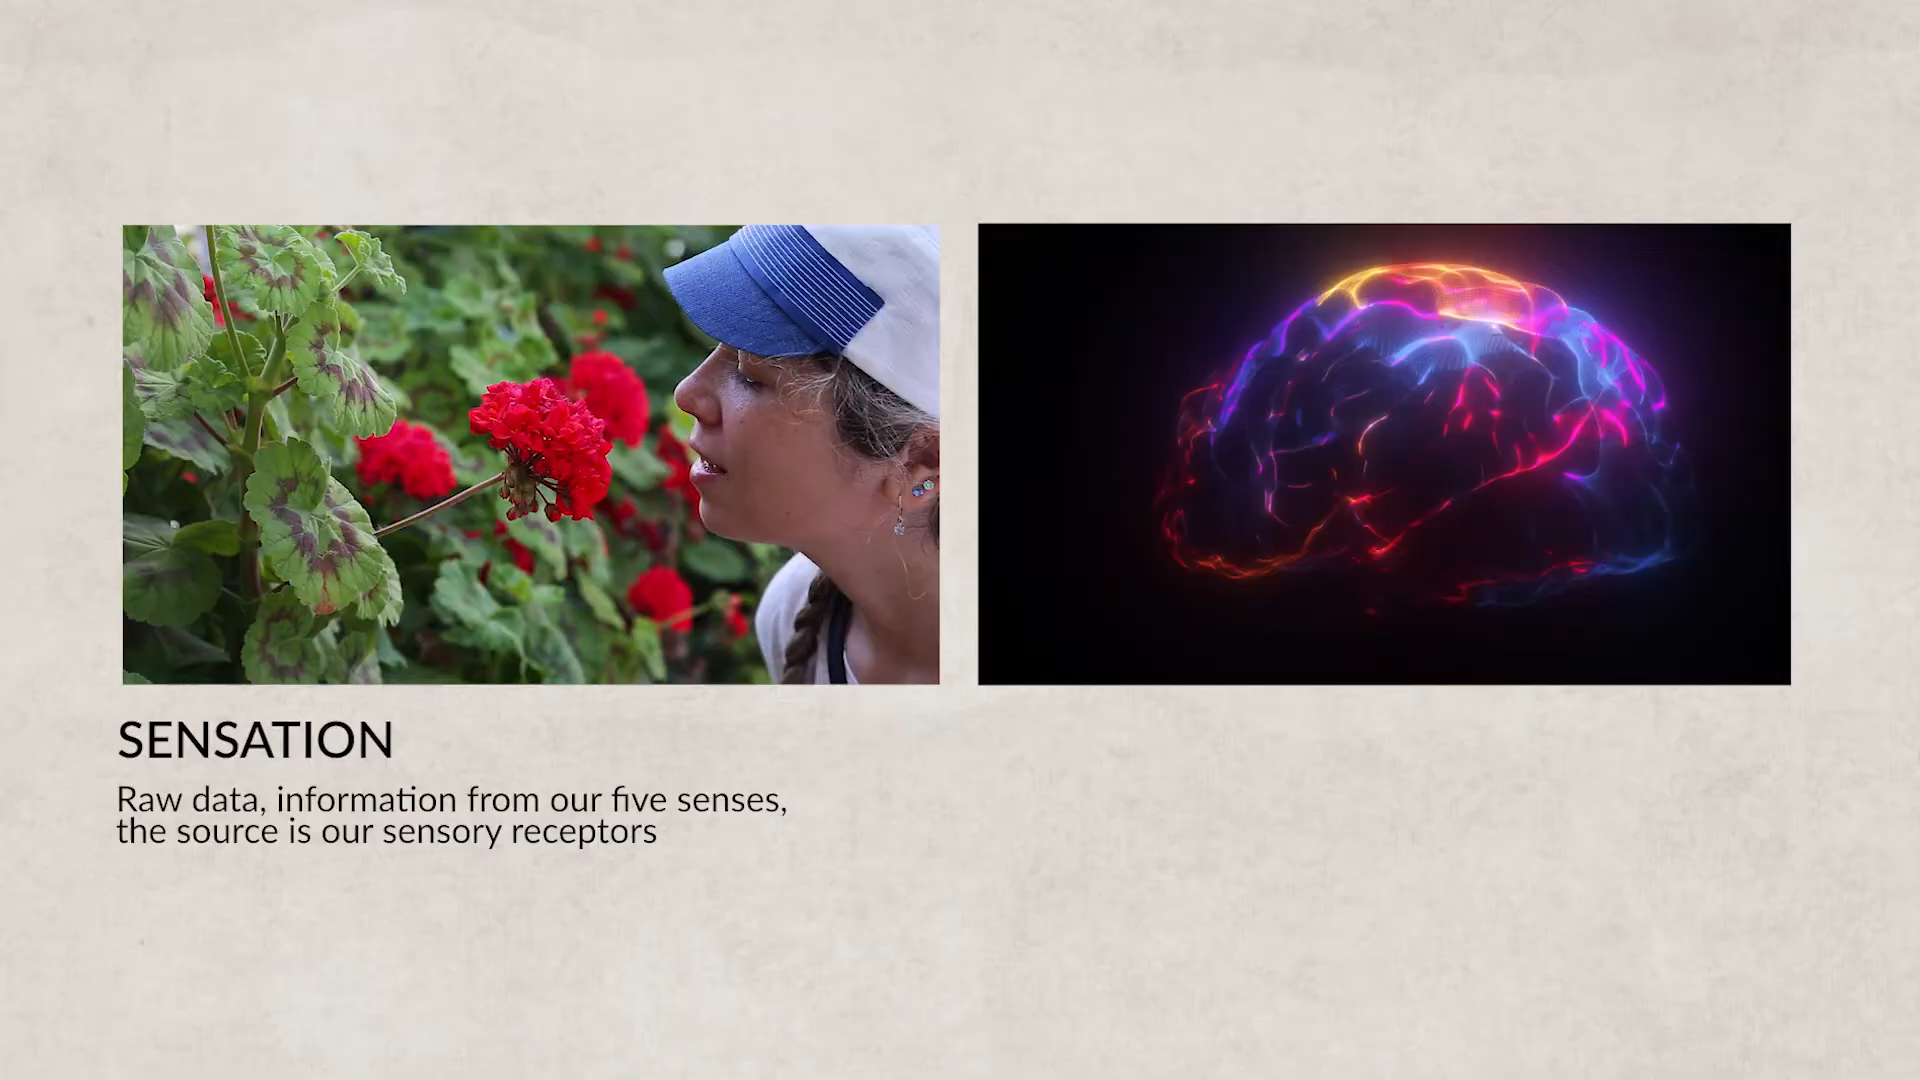 SENSATION
Raw data, information from our five senses,
the source is our sensory receptors